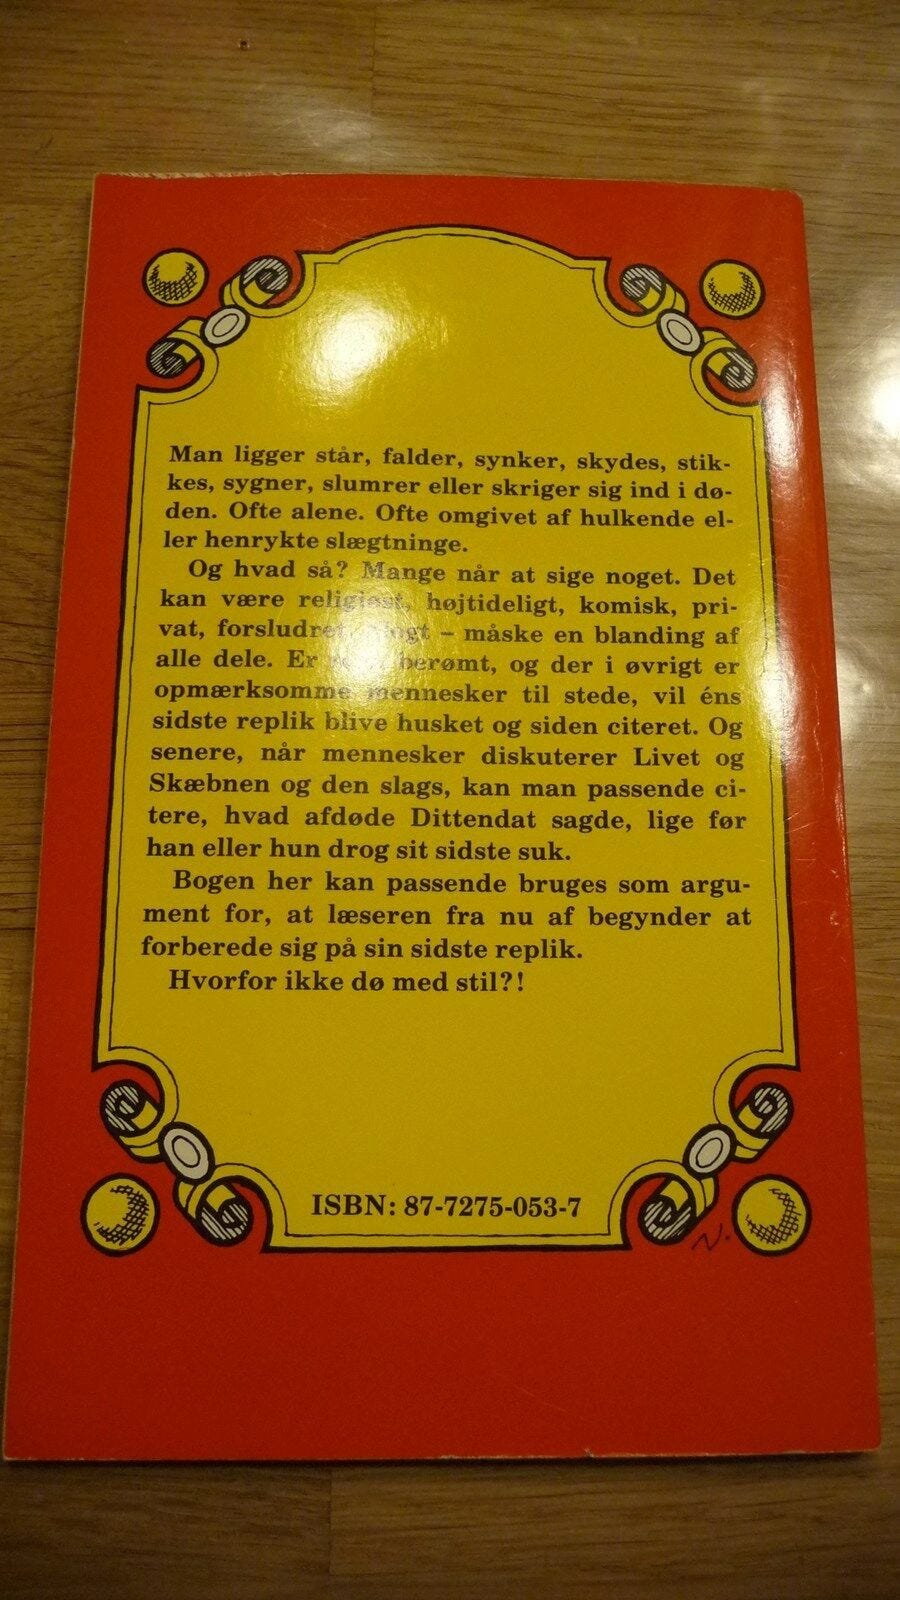 Man ligger står, falder, synker, skydes, stik-
kes, sygner, slumrer eller skriger sig ind i dø-
den. Ofte alene. Ofte omgivet af hulkende el-
ler henrykte slægtninge.
Og hvad så? Mange når at sige noget. Det
kan være religiøst, højtideligt, komisk, pri-
vat, forsludret, klogt – måske en blanding af
alle dele. Er berømt, og der i øvrigt er
opmærksomme mennesker til stede, vil éns
sidste replik blive husket og siden citeret. Og
senere, når mennesker diskuterer Livet og
Skæbnen og den slags, kan man passende ci-
tere, hvad afdøde Dittendat sagde, lige før
han eller hun drog sit sidste suk.
Bogen her kan passende bruges som argu-
ment for, at læseren fra nu af begynder at
forberede sig på sin sidste replik.
Hvorfor ikke dø med stil?!
ISBN: 87-7275-053-7
N.